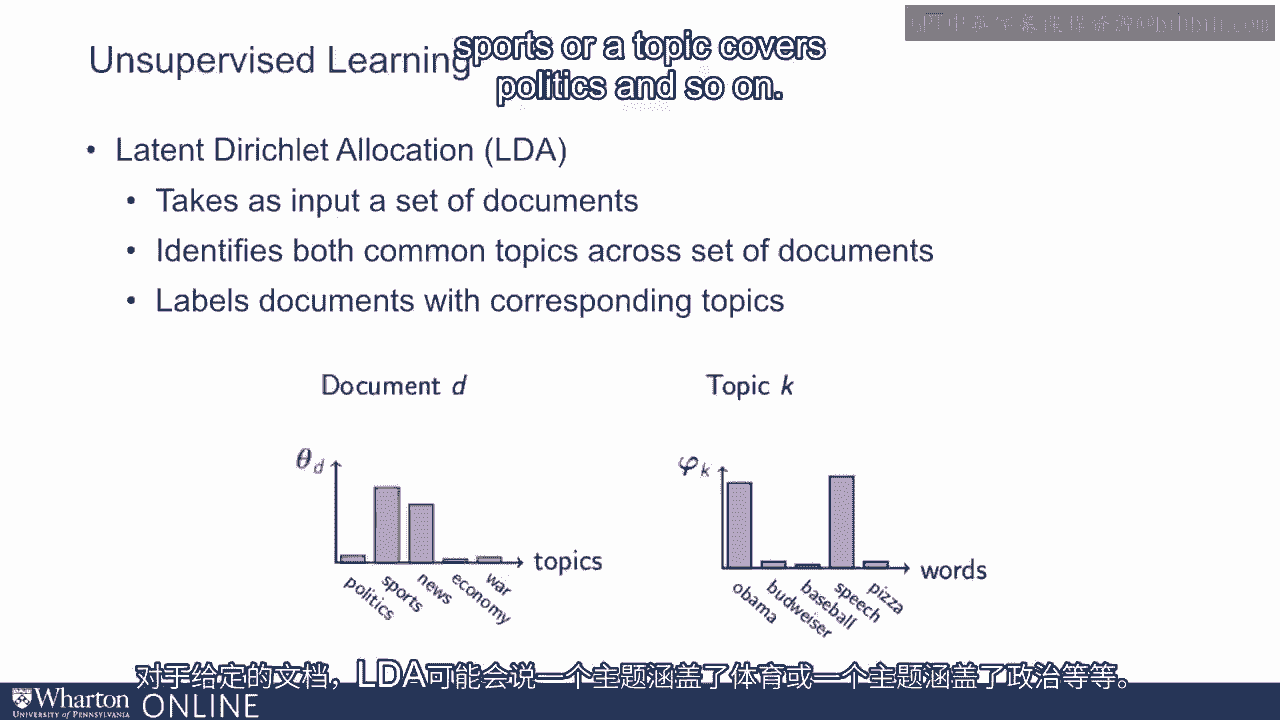 sports or a topic covers
politics and so on.
Unsupervised Learning
• Latent Dirichlet Allocation (LDA)
• Takes as input a set of documents
• Identifies both common topics across set of documents
• Labels documents with corresponding topics
Document d
Topic k
θd
topics
politics
sports
news
economy
war
φk
words
obama
budweiser
baseball
speech
pizza
对于给定的文档，LDA可能会说一个主题涵盖了体育或一个主题涵盖了政治等等。
Wharton
UNIVERSITY of PENNSYLVANIA
ONLINE